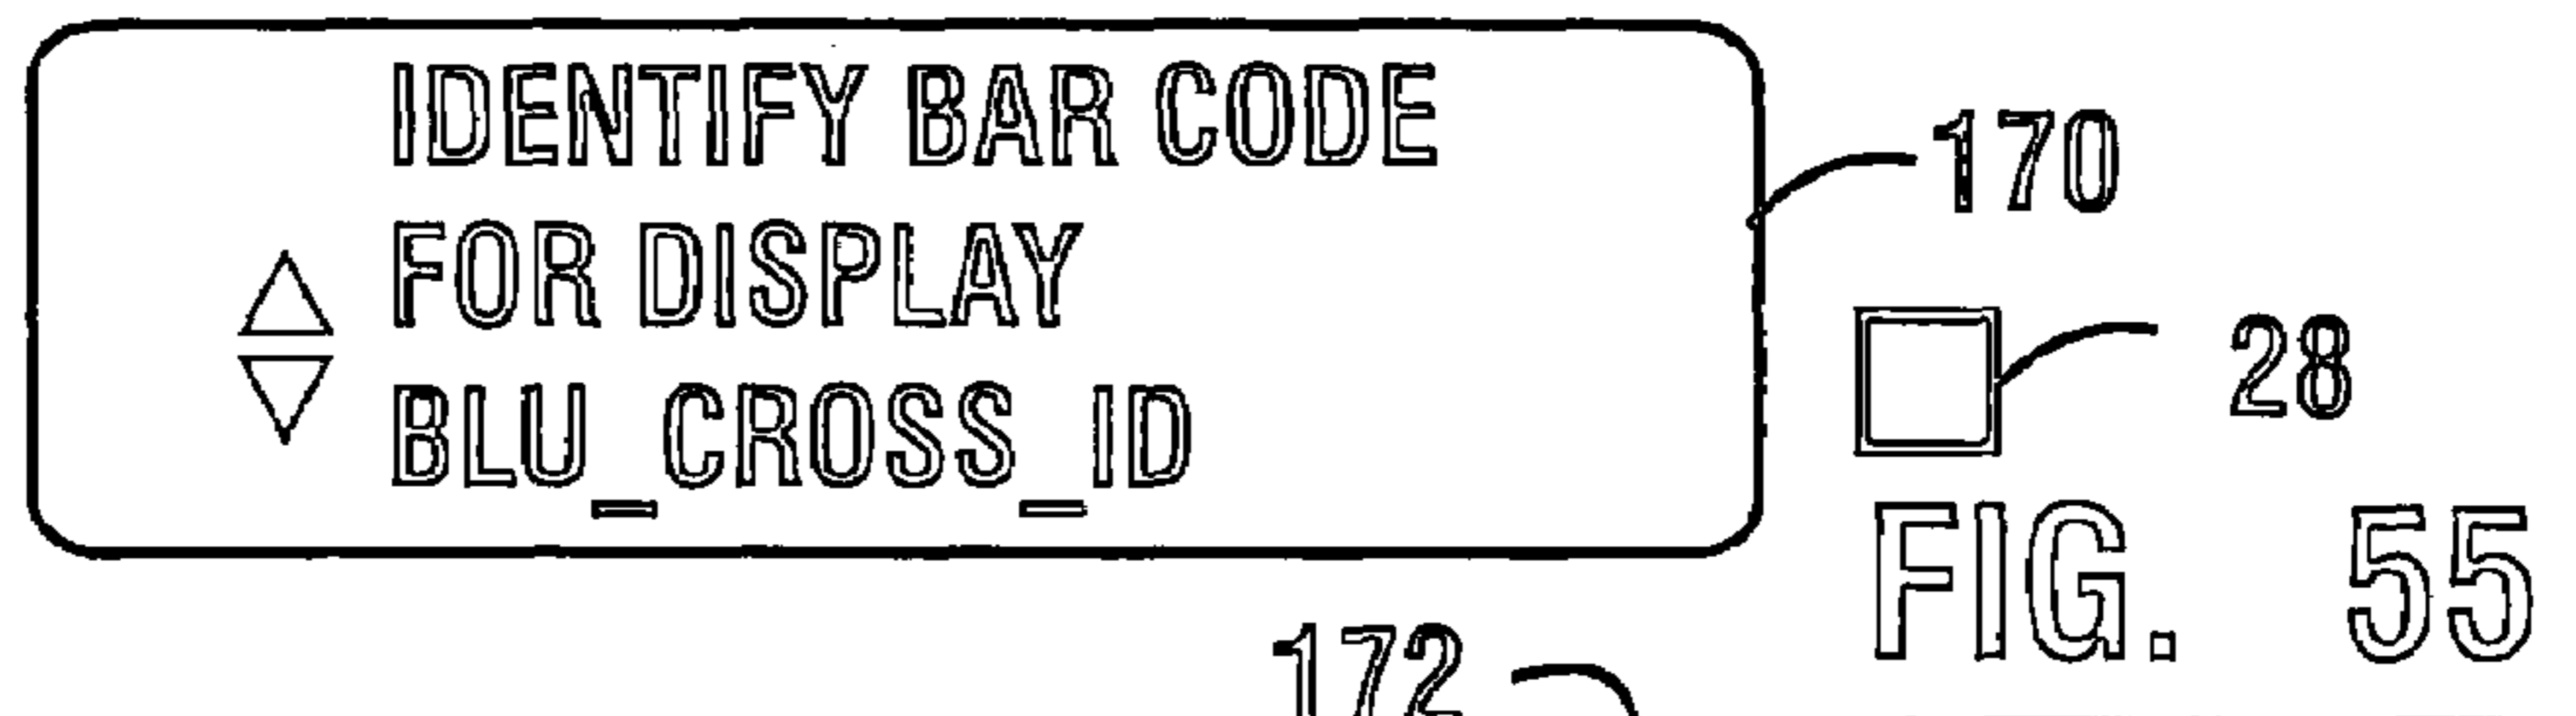 IDENTIFY BAR CODE
FOR DISPLAY
BLU_CROSS_ID
170
28
FIG. 55
172